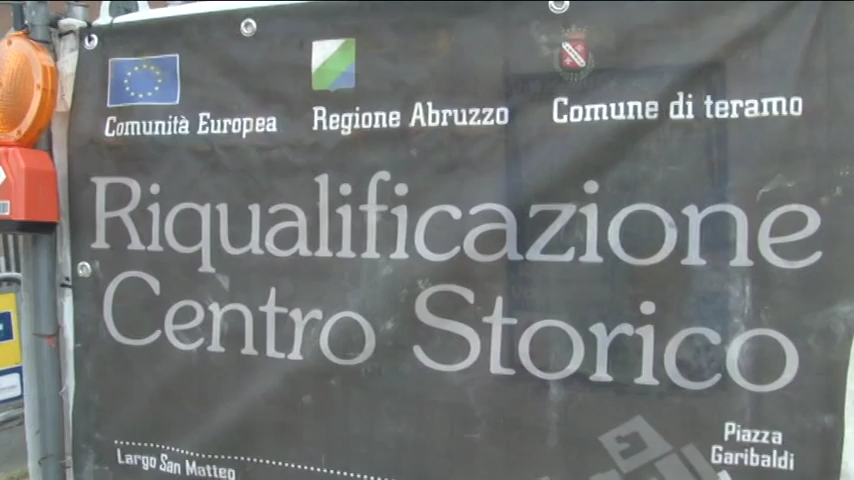 Comunità Europea
Regione Abruzzo
Comune di teramo
Riqualificazione
Centro Storico
Largo San Matteo
Piazza
Garibaldi